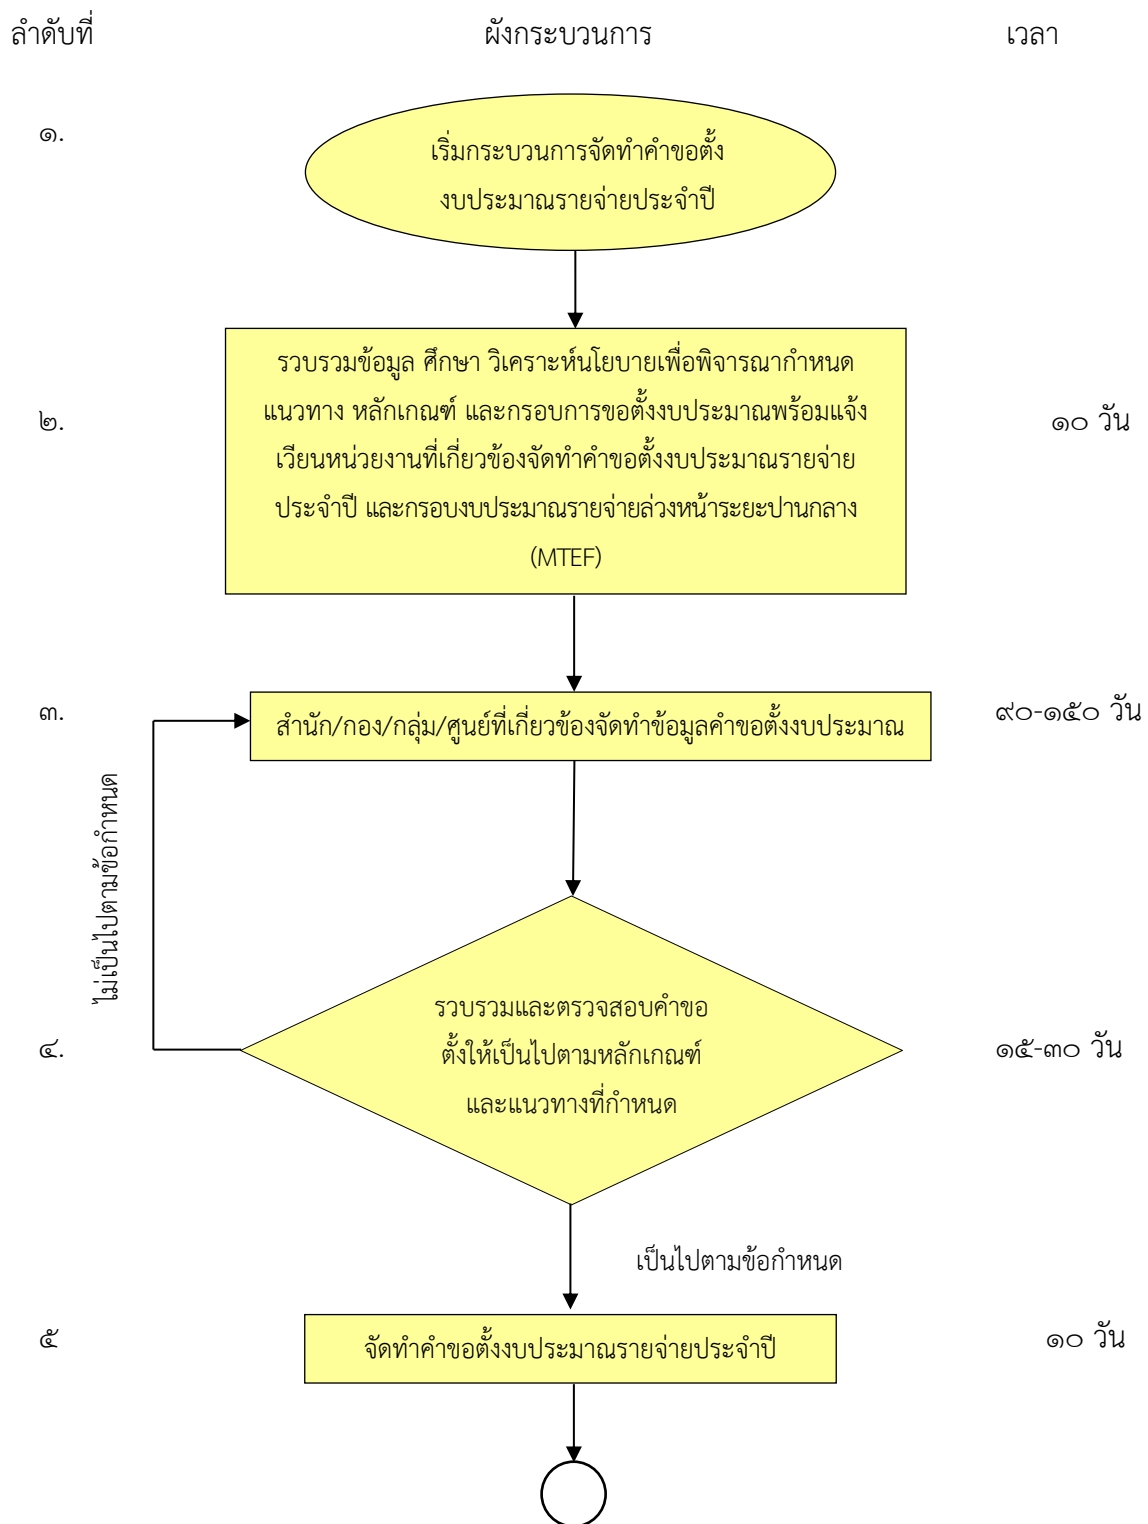 ลำดับที่ ผังกระบวนการ เวลา
๑.
เริ่มกระบวนการจัดทำคำขอตั้ง
งบประมาณรายจ่ายประจำปี
รวบรวมข้อมูล ศึกษา วิเคราะห์นโยบายเพื่อพิจารณากำหนด
แนวทาง หลักเกณฑ์ และกรอบการขอตั้งงบประมาณพร้อมแจ้ง
เวียนหน่วยงานที่เกี่ยวข้องจัดทำคำขอตั้งงบประมาณรายจ่าย
ประจำปี และกรอบงบประมาณรายจ่ายล่วงหน้าระยะปานกลาง
(MTEF)
๒.
๑๐ วัน
๓.
สำนัก/กอง/กลุ่ม/ศูนย์ที่เกี่ยวข้องจัดทำข้อมูลคำขอตั้งงบประมาณ
๙๐-๑๕๐ วัน
ไม่เป็นไปตามข้อกำหนด
๔.
รวบรวมและตรวจสอบคำขอ
ตั้งให้เป็นไปตามหลักเกณฑ์
และแนวทางที่กำหนด
๑๕-๓๐ วัน
เป็นไปตามข้อกำหนด
๕
จัดทำคำขอตั้งงบประมาณรายจ่ายประจำปี
๑๐ วัน